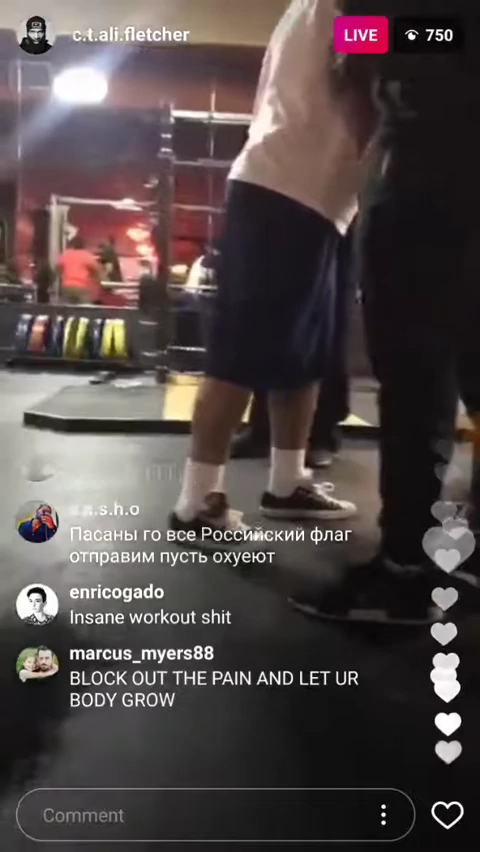 c.t.ali.fletcher
LIVE
750
.s.h.o
Пасаны го все Российский флаг
отправим пусть охуеют
enricogado
Insane workout shit
marcus_myers88
BLOCK OUT THE PAIN AND LET UR
BODY GROW
Comment